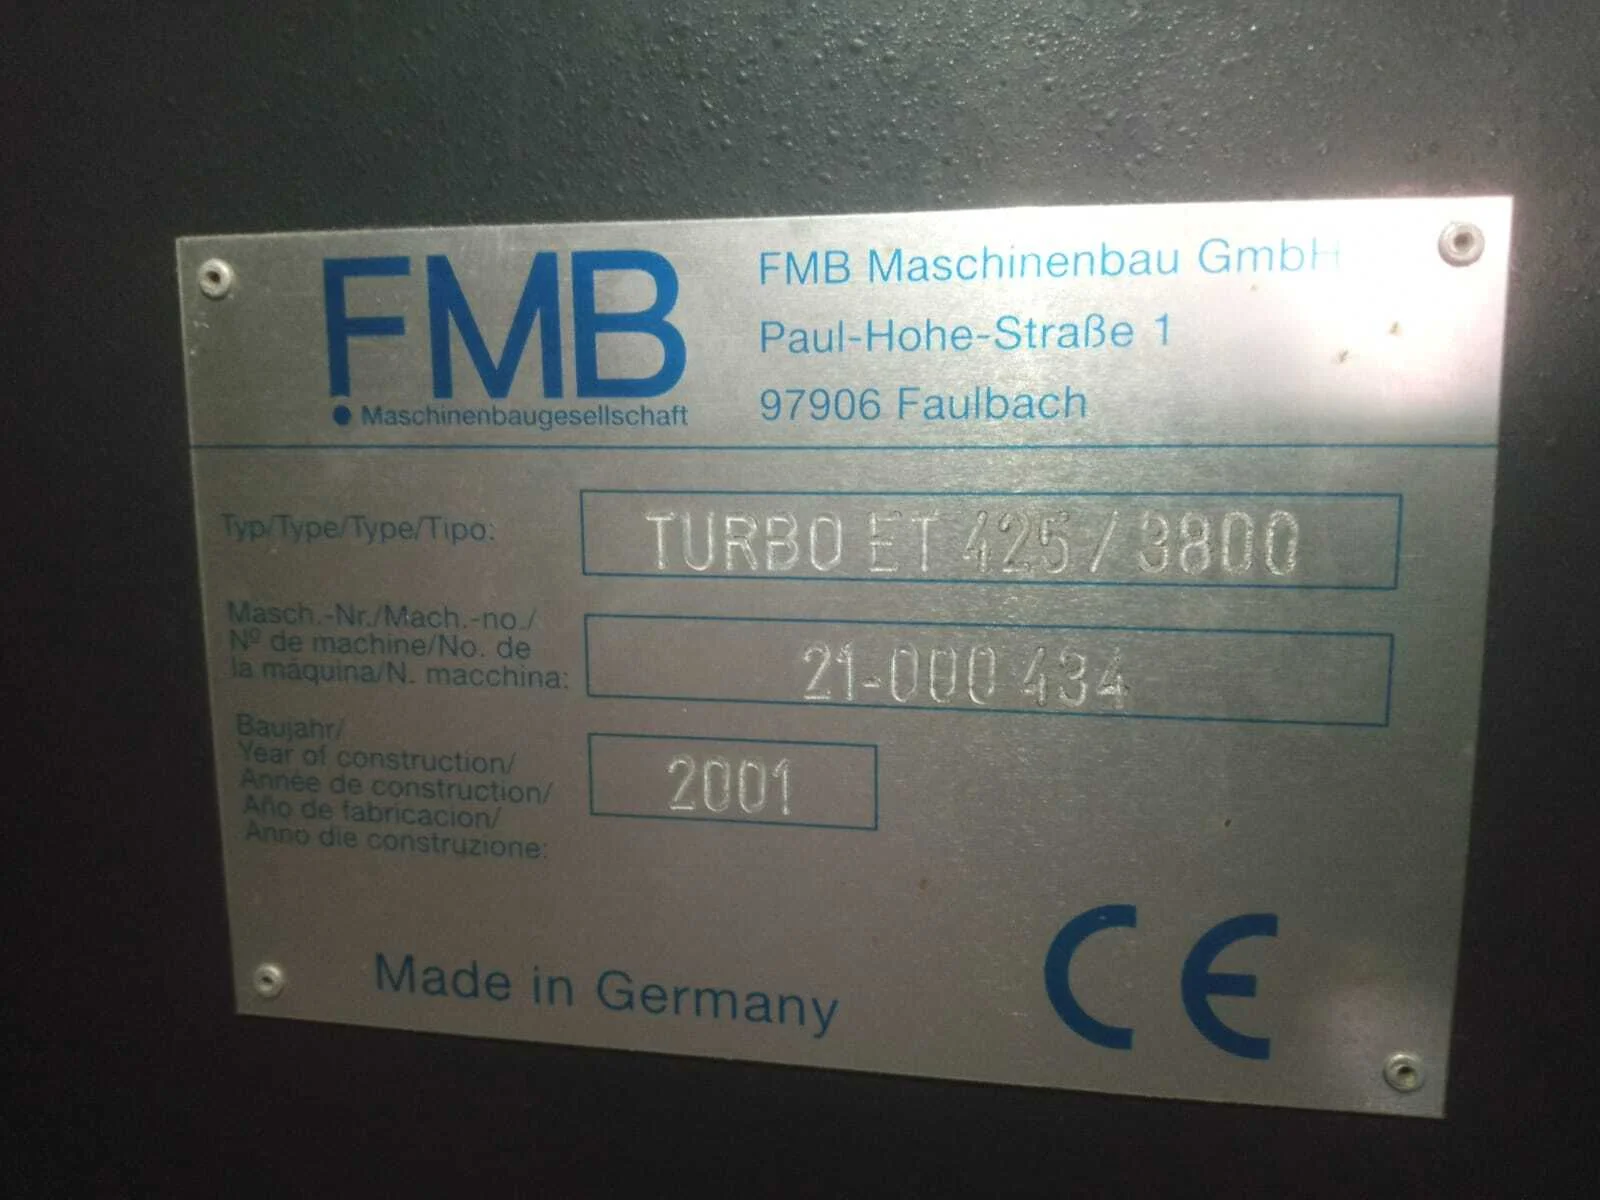 FMB
Maschinenbaugesellschaft
FMB Maschinenbau GmbH
Paul-Hohe-Straße 1
97906 Faulbach
Typ/Type/Type/Tipo:
TURBO ET 425 / 3800
Masch.-Nr./Mach.-no./
Nº de machine/No. de
la máquina/N. macchina:
21-000 434
Baujahr/
Year of construction/
Année de construction/
Año de fabricacion/
Anno die construzione:
2001
Made in Germany
CE